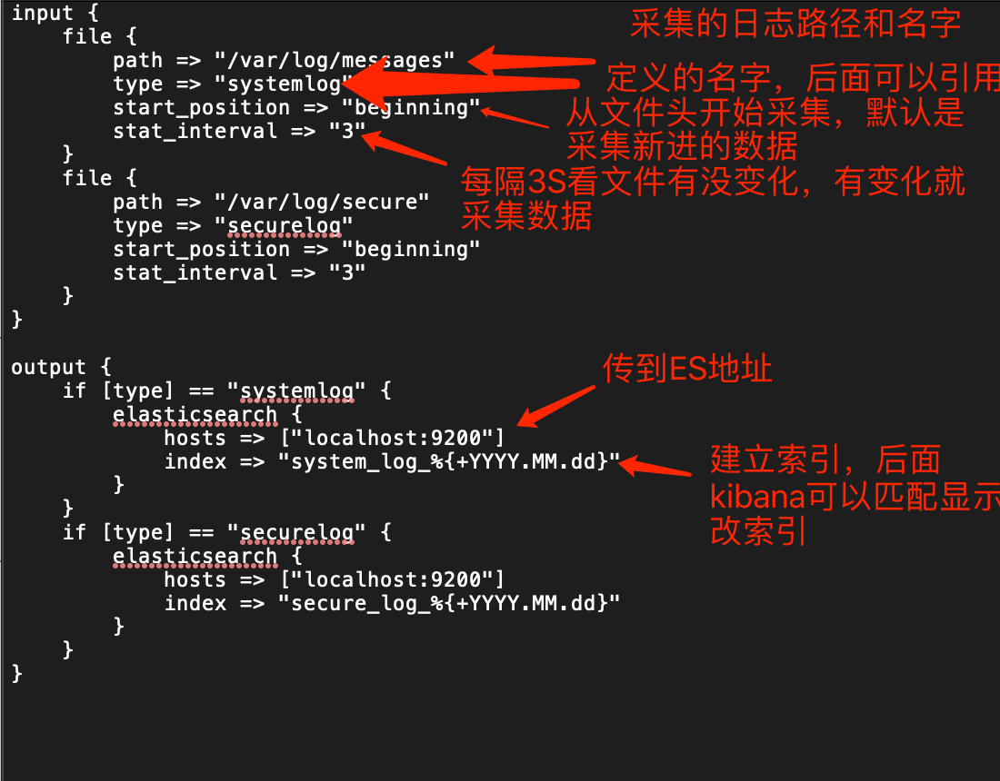 input {
    file {
        path => "/var/log/messages"
        type => "systemlog"
        start_position => "beginning"
        stat_interval => "3"
    }
    file {
        path => "/var/log/secure"
        type => "securelog"
        start_position => "beginning"
        stat_interval => "3"
    }
}
采集的日志路径和名字
定义的名字，后面可以引用
从文件头开始采集，默认是
采集新进的数据
每隔3S看文件有没变化，有变化就
采集数据
output {
    if [type] == "systemlog" {
        elasticsearch {
            hosts => ["localhost:9200"]
            index => "system_log_%{+YYYY.MM.dd}"
        }
    }
    if [type] == "securelog" {
        elasticsearch {
            hosts => ["localhost:9200"]
            index => "secure_log_%{+YYYY.MM.dd}"
        }
    }
}
传到ES地址
建立索引，后面
kibana可以匹配显示
改索引